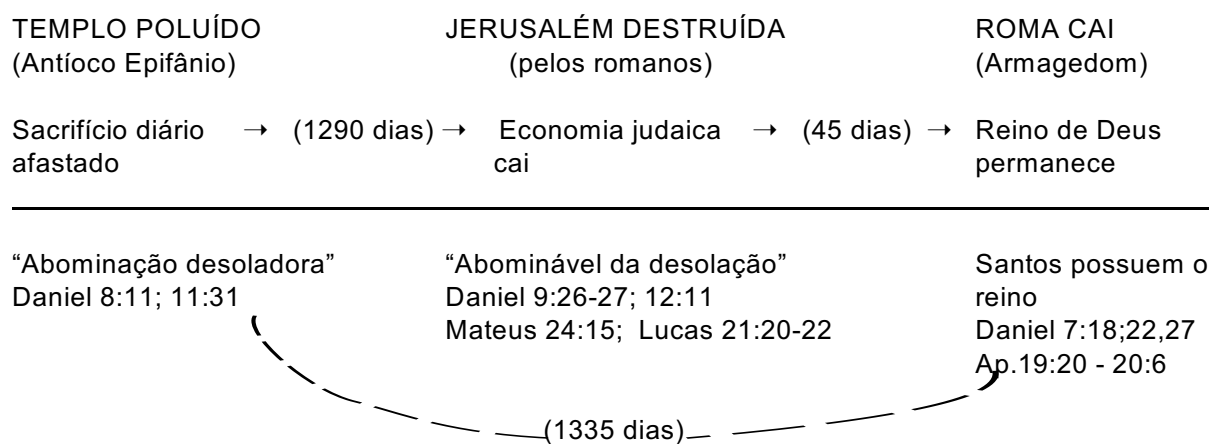 TEMPLO POLUÍDO JERUSALÉM DESTRUÍDA ROMA CAI
(Antíoco Epifânio) (pelos romanos) (Armagedom)
Sacrifício diário → (1290 dias) → Economia judaica → (45 dias) → Reino de Deus
afastado cai permanece
“Abominação desoladora” “Abominável da desolação” Santos possuem o
Daniel 8:11; 11:31 Daniel 9:26-27; 12:11 reino
Mateus 24:15; Lucas 21:20-22 Daniel 7:18;22,27
Ap.19:20 - 20:6
(1335 dias)